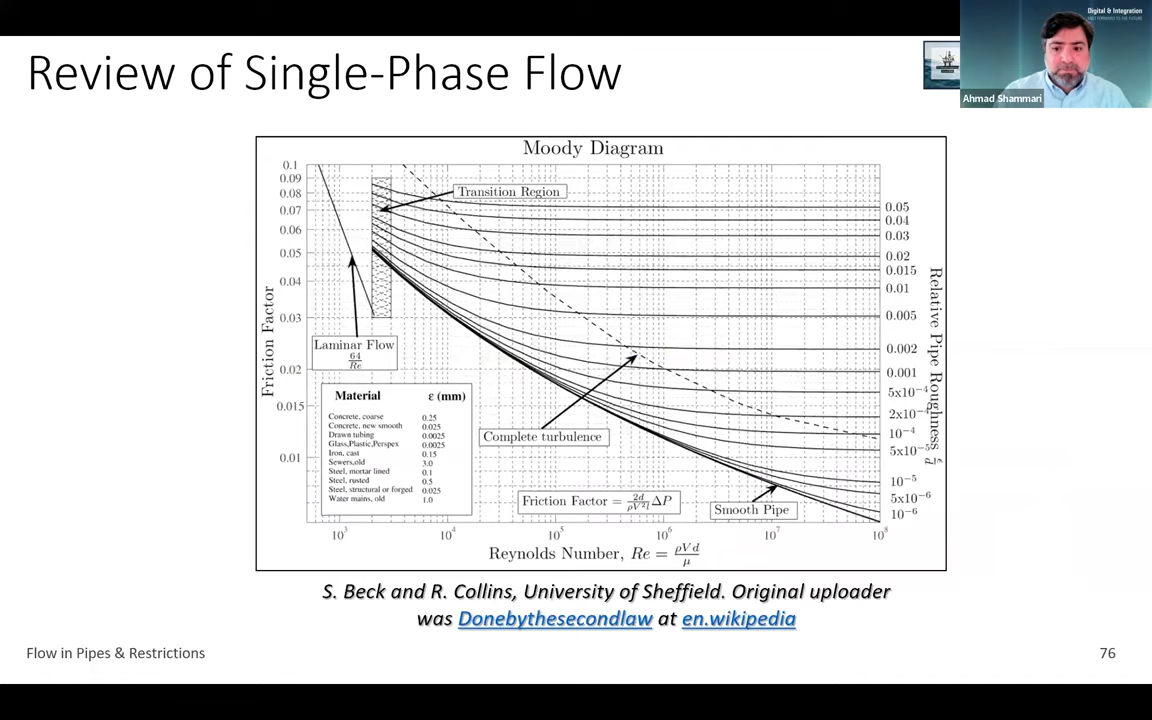 Digital & Integration
Review of Single-Phase Flow
Ahmad Shammari
Moody Diagram
0.1
0.09
0.08
0.07
0.06
0.05
0.04
0.03
0.02
0.015
0.01
Friction Factor
Transition Region
Laminar Flow
64
Re
Material ε (mm)
Concrete, coarse 0.25
Concrete, new smooth 0.025
Drawn tubing 0.0025
Glass,Plastic,Perspex 0.0025
Iron, cast 0.15
Sewers,old 3.0
Steel, mortar lined 0.1
Steel, rusted 0.5
Steel, structural or forged 0.025
Water mains, old 1.0
Complete turbulence
Friction Factor = 2d/ρV²l ΔP
Smooth Pipe
0.05
0.04
0.03
0.02
0.015
0.01
0.005
0.002
0.001
5x10⁻⁴
2x10⁻⁴
10⁻⁴
5x10⁻⁵
10⁻⁵
5x10⁻⁶
10⁻⁶
Relative Pipe Roughness ε/d
10³ 10⁴ 10⁵ 10⁶ 10⁷ 10⁸
Reynolds Number, Re = ρVd/μ
S. Beck and R. Collins, University of Sheffield. Original uploader
was Donebythesecondlaw at en.wikipedia
Flow in Pipes & Restrictions
76